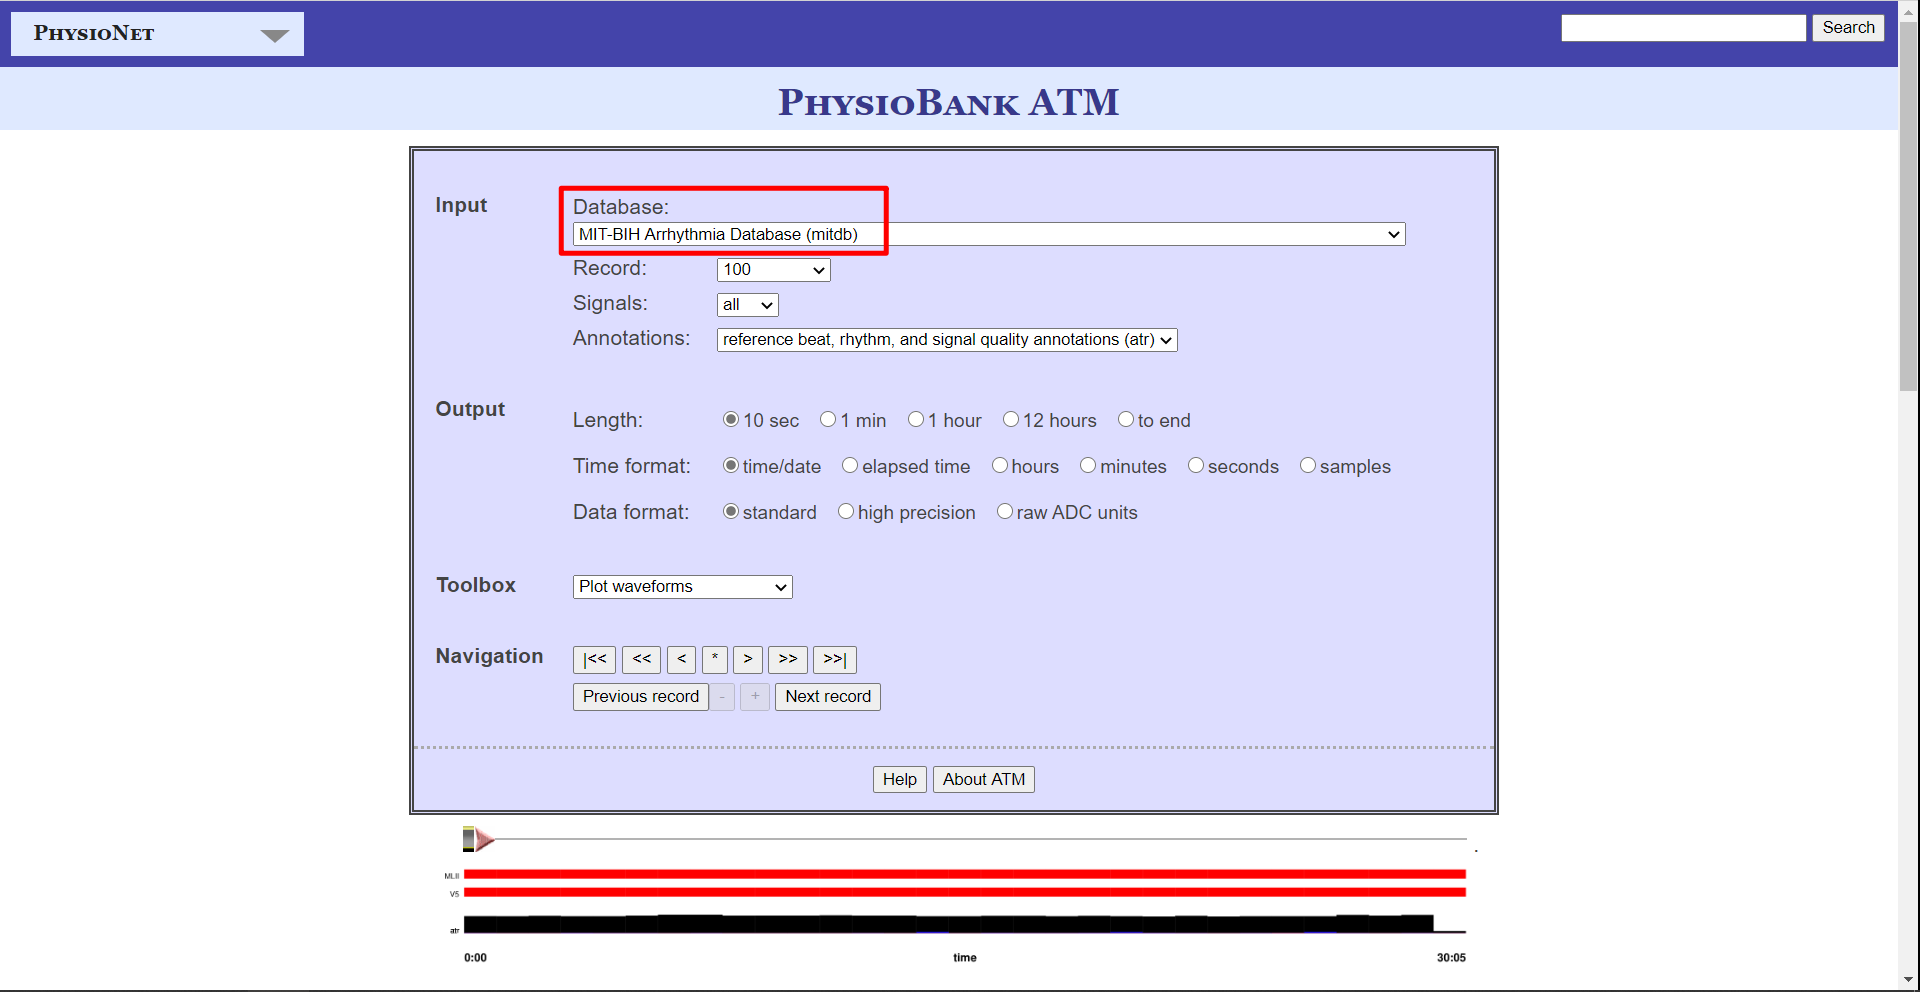 PhysioNet
Search
PhysioBank ATM
Input
Database:
MIT-BIH Arrhythmia Database (mitdb)
Record: 100
Signals: all
Annotations: reference beat, rhythm, and signal quality annotations (atr)
Output
Length: 10 sec 1 min 1 hour 12 hours to end
Time format: time/date elapsed time hours minutes seconds samples
Data format: standard high precision raw ADC units
Toolbox Plot waveforms
Navigation |<< << < * > >> >>|
Previous record - + Next record
Help About ATM
.
MLII
V5
atr
0:00 time 30:05